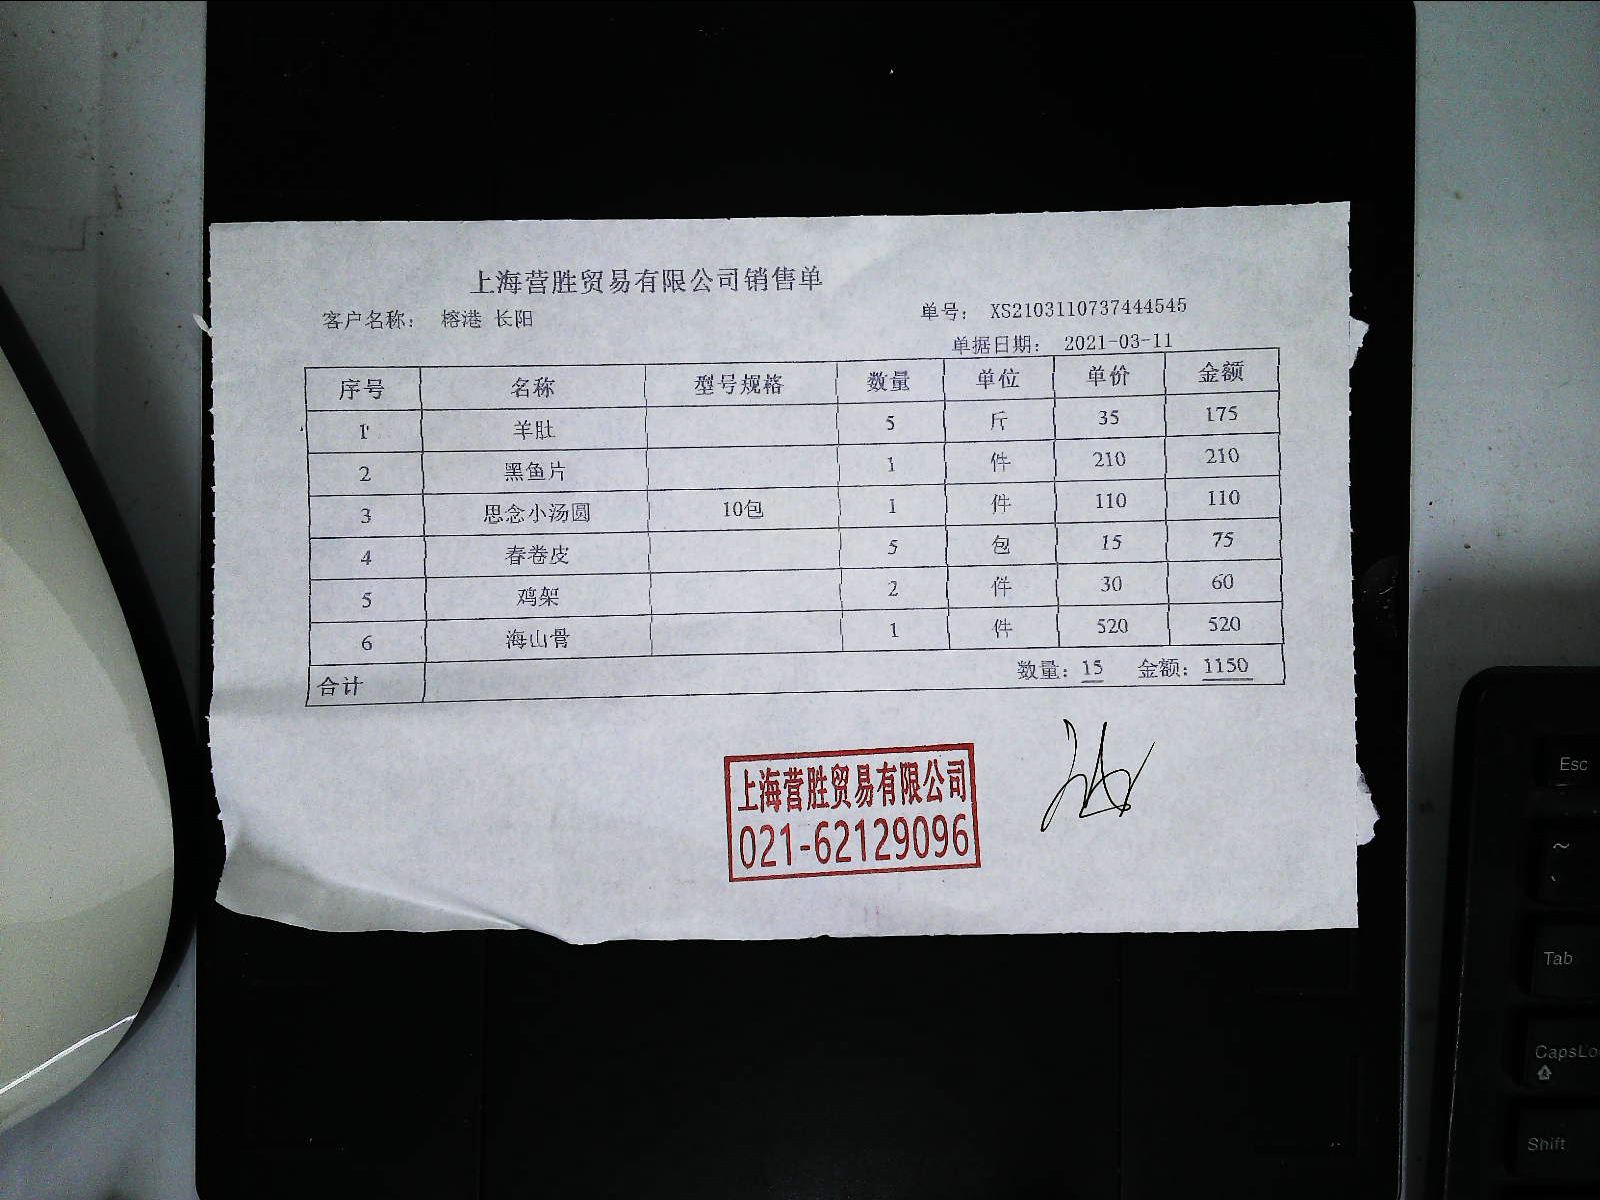 上海营胜贸易有限公司销售单
客户名称： 榕港 长阳 单号： XS2103110737444545
单据日期： 2021-03-11
序号 名称 型号规格 数量 单位 单价 金额
1 羊肚 5 斤 35 175
2 黑鱼片 1 件 210 210
3 思念小汤圆 10包 1 件 110 110
4 春卷皮 5 包 15 75
5 鸡架 2 件 30 60
6 海山骨 1 件 520 520
合计 数量：15 金额：1150
上海营胜贸易有限公司
021-62129096
Esc
~
Tab
CapsLo
Shift